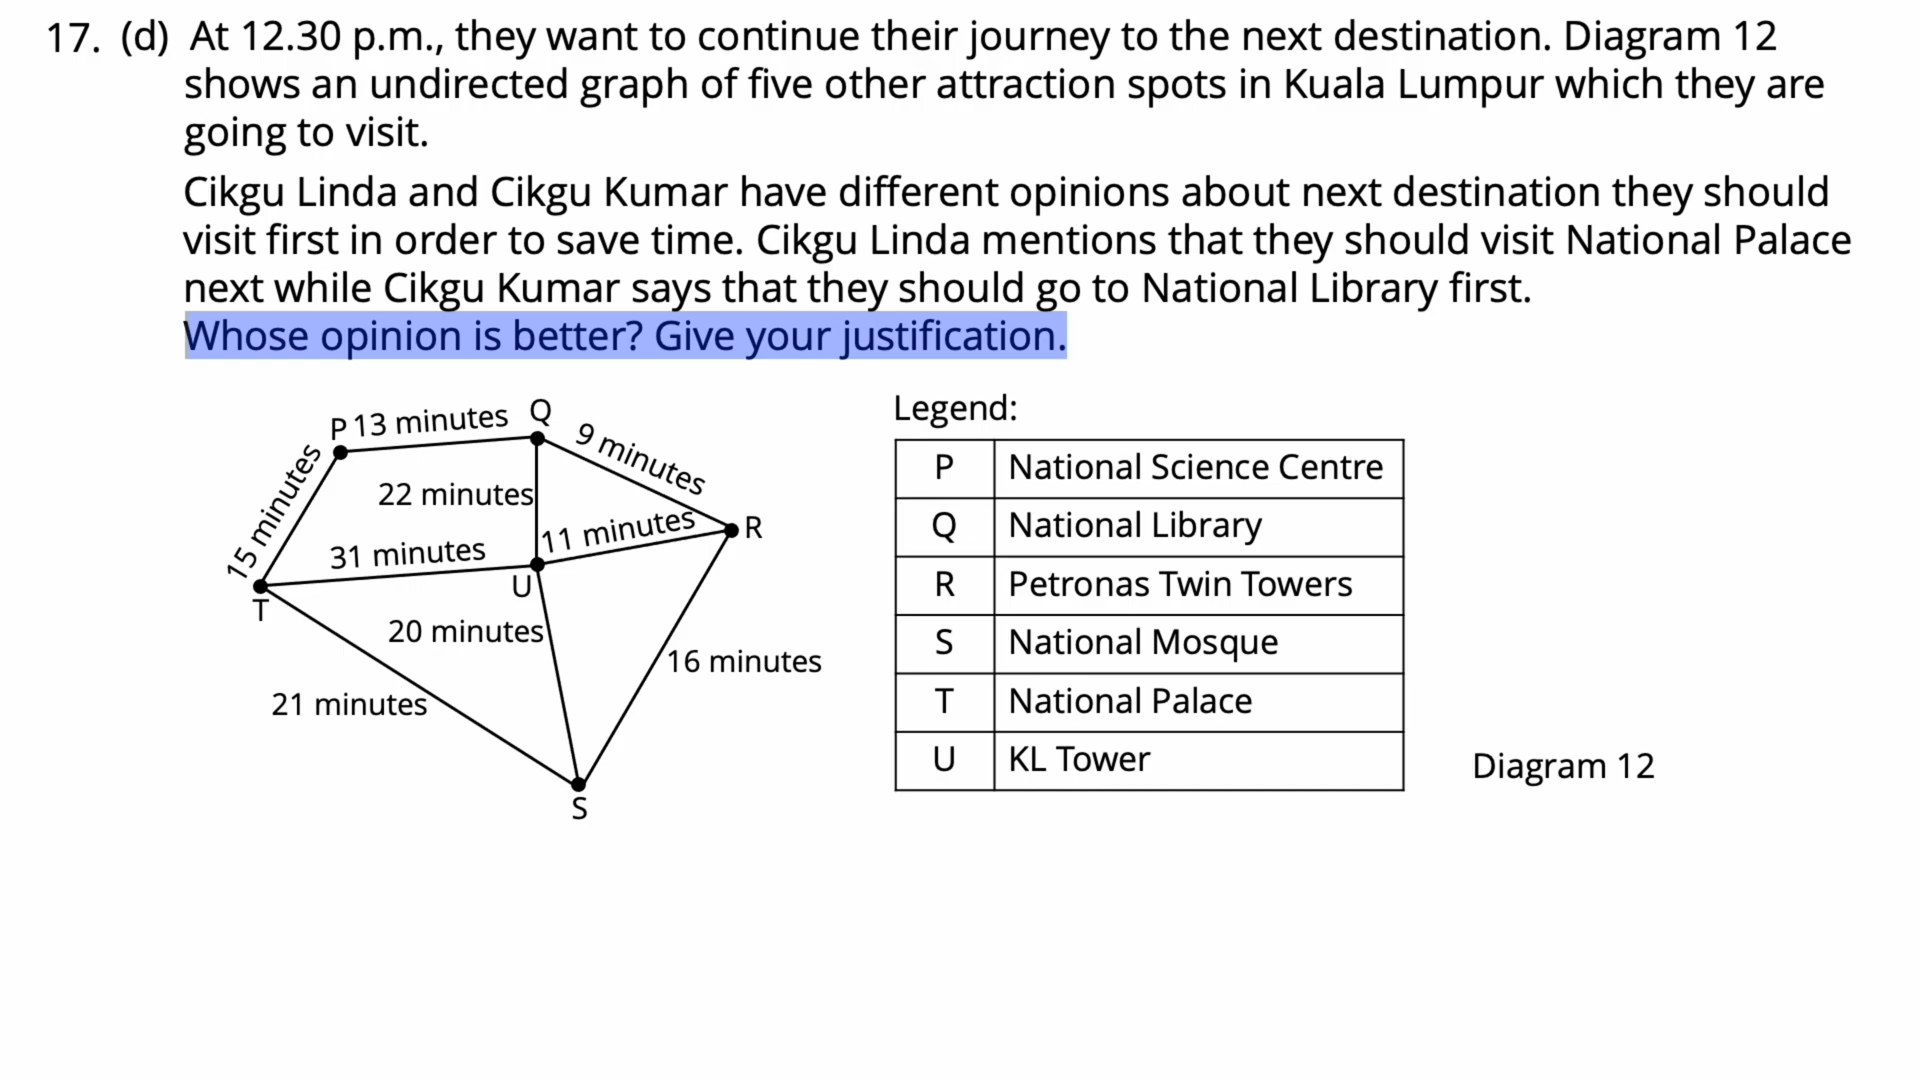 17. (d) At 12.30 p.m., they want to continue their journey to the next destination. Diagram 12
shows an undirected graph of five other attraction spots in Kuala Lumpur which they are
going to visit.
Cikgu Linda and Cikgu Kumar have different opinions about next destination they should
visit first in order to save time. Cikgu Linda mentions that they should visit National Palace
next while Cikgu Kumar says that they should go to National Library first.
Whose opinion is better? Give your justification.
P 13 minutes Q
9 minutes
15 minutes
22 minutes
11 minutes R
31 minutes
U
T
20 minutes
16 minutes
21 minutes
S
Legend:
P National Science Centre
Q National Library
R Petronas Twin Towers
S National Mosque
T National Palace
U KL Tower
Diagram 12